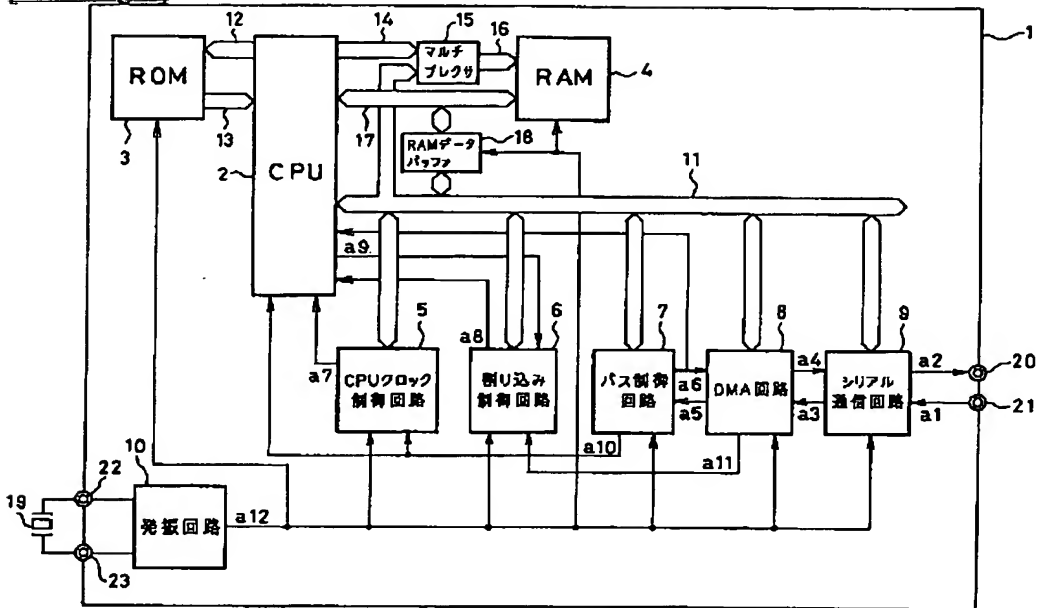 12
14
15
16
1
ROM
マルチ
プレクサ
RAM
4
3
13
2
CPU
17
18
RAMデータ
バッファ
11
a9
5
a8
6
7
8
9
a7
CPUクロック
制御回路
割り込み
制御回路
バス制御
回路
a6
a5
DMA回路
a4
a3
シリアル
通信回路
a2
a1
20
21
a10
a11
10
22
19
発振回路
a12
23